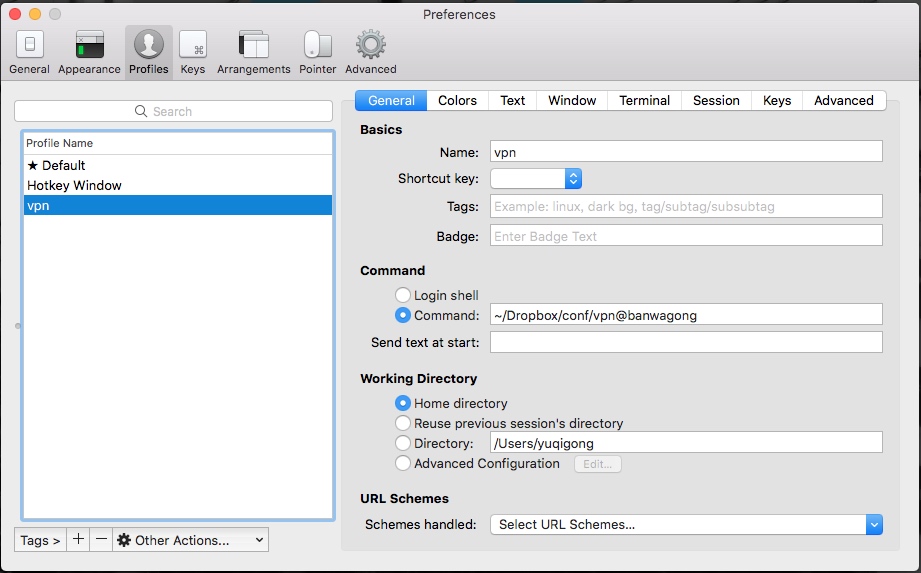 Preferences
General Appearance Profiles Keys Arrangements Pointer Advanced
Search
Profile Name
★ Default
Hotkey Window
vpn
Tags > + − Other Actions...
General Colors Text Window Terminal Session Keys Advanced
Basics
Name: vpn
Shortcut key:
Tags: Example: linux, dark bg, tag/subtag/subsubtag
Badge: Enter Badge Text
Command
Login shell
Command: ~/Dropbox/conf/vpn@banwagong
Send text at start:
Working Directory
Home directory
Reuse previous session's directory
Directory: /Users/yuqigong
Advanced Configuration Edit...
URL Schemes
Schemes handled: Select URL Schemes...